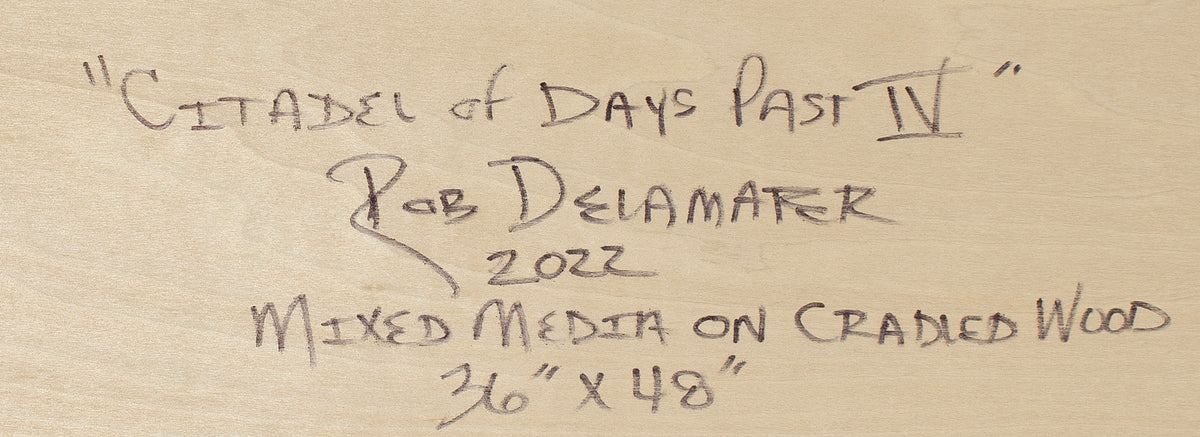 "CITADEL of DAYS PAST IV"
ROB DELAMATER
2022
MIXED MEDIA ON CRADLED WOOD
36" X 48"